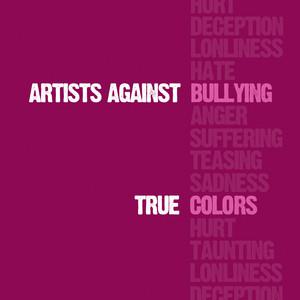 HURT
DECEPTION
LONLINESS
HATE
ARTISTS AGAINST BULLYING
ANGER
SUFFERING
TEASING
SADNESS
TRUE COLORS
HURT
TAUNTING
LONLINESS
DECEPTION